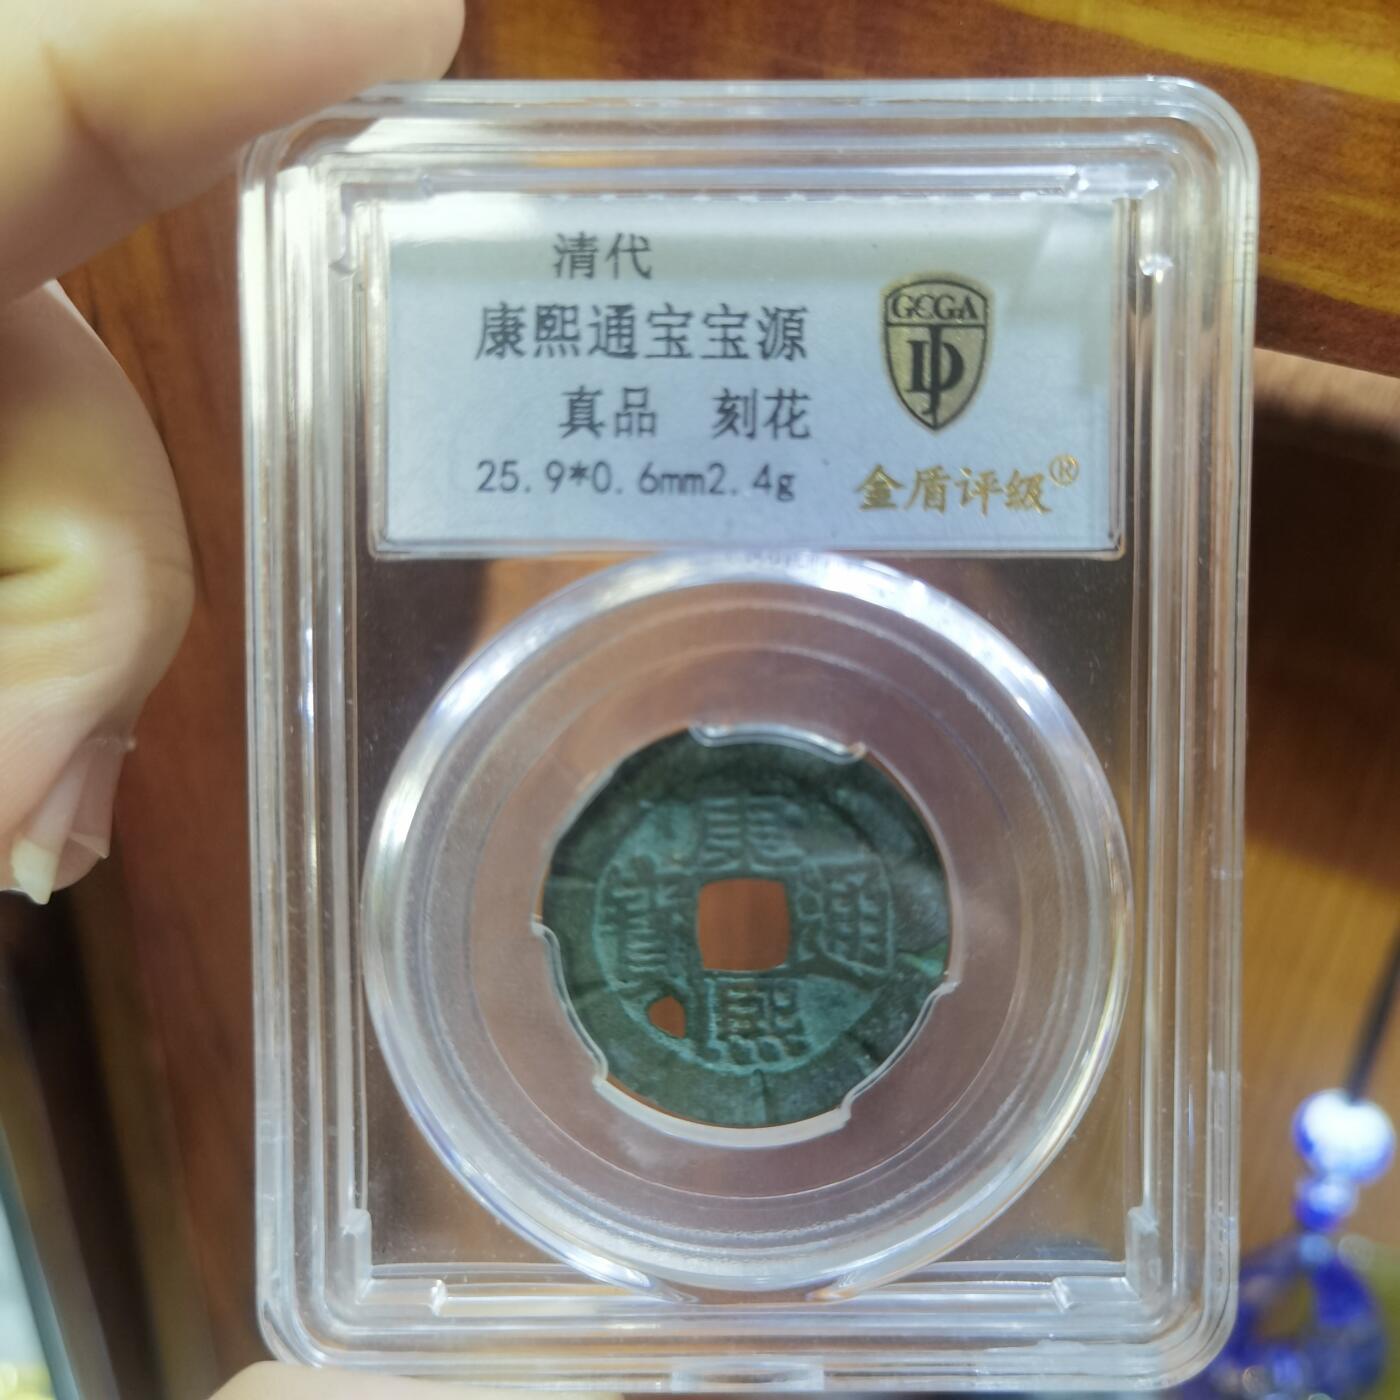 清代
康熙通宝宝源
真品 刻花
25.9*0.6mm2.4g
GCGA
JD
金盾评级®
康
通
寶
熙